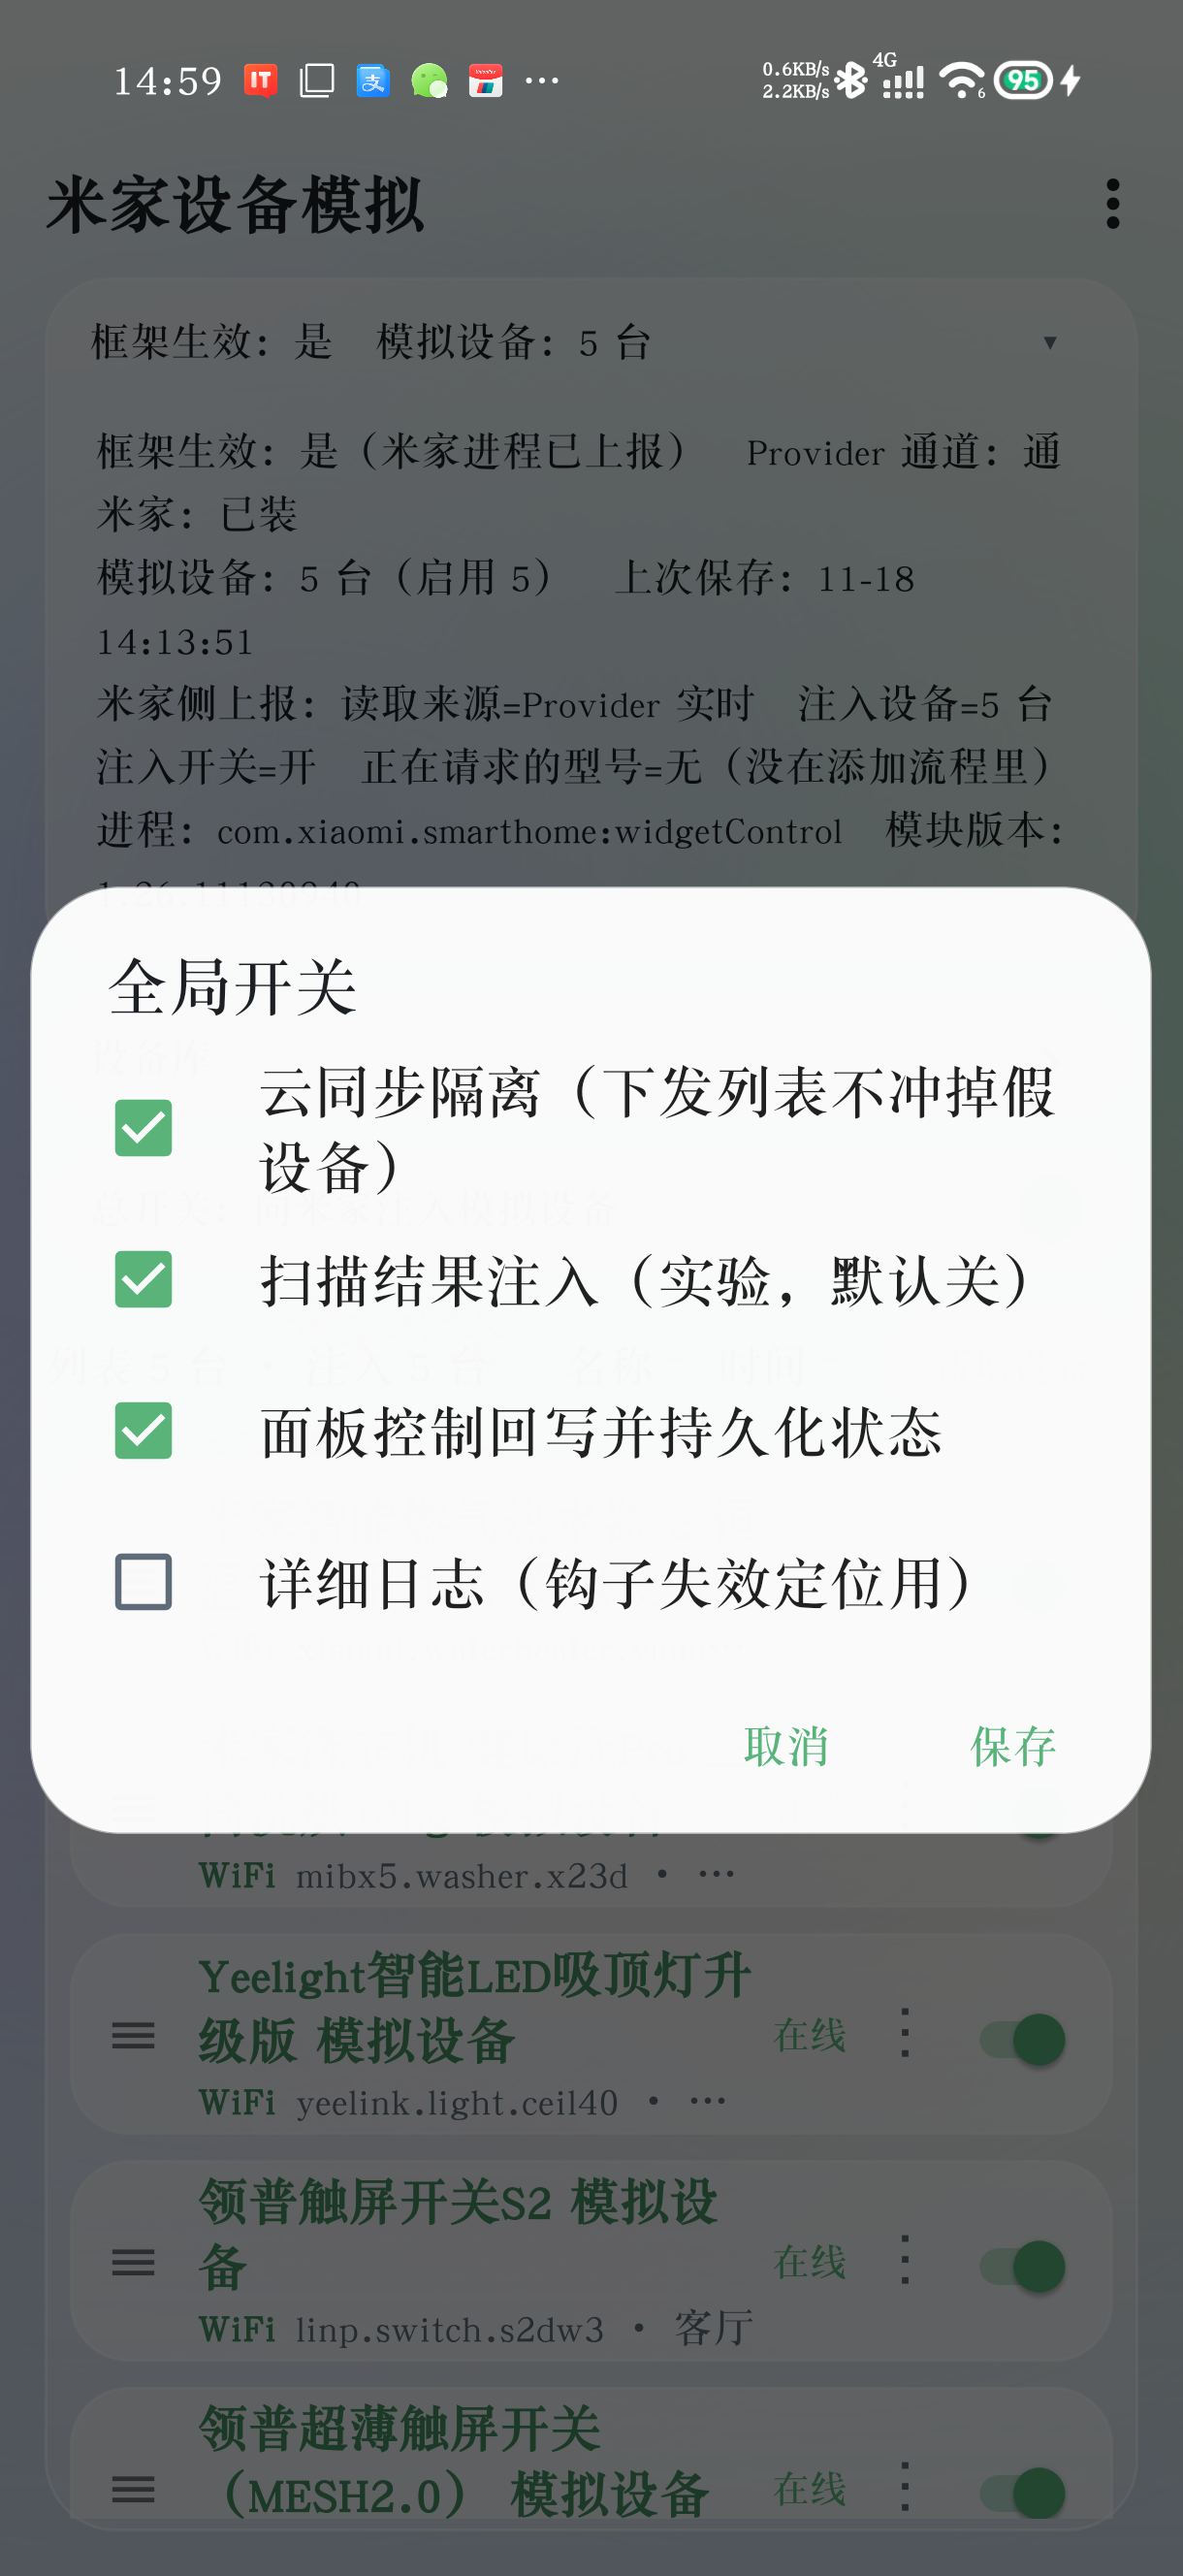 14:59
0.6KB/s
2.2KB/s
4G
6
95
米家设备模拟
框架生效：是　模拟设备：5 台
框架生效：是（米家进程已上报）　Provider 通道：通
米家：已装
模拟设备：5 台（启用 5）　上次保存：11-18
14:13:51
米家侧上报：读取来源=Provider 实时　注入设备=5 台
注入开关=开　正在请求的型号=无（没在添加流程里）
进程：com.xiaomi.smarthome:widgetControl　模块版本：
全局开关
云同步隔离（下发列表不冲掉假
设备）
扫描结果注入（实验，默认关）
面板控制回写并持久化状态
详细日志（钩子失效定位用）
取消 保存
WiFi mibx5.washer.x23d · …
Yeelight智能LED吸顶灯升
级版 模拟设备
在线
WiFi yeelink.light.ceil40 · …
领普触屏开关S2 模拟设
备
在线
WiFi linp.switch.s2dw3 · 客厅
领普超薄触屏开关
（MESH2.0） 模拟设备
在线